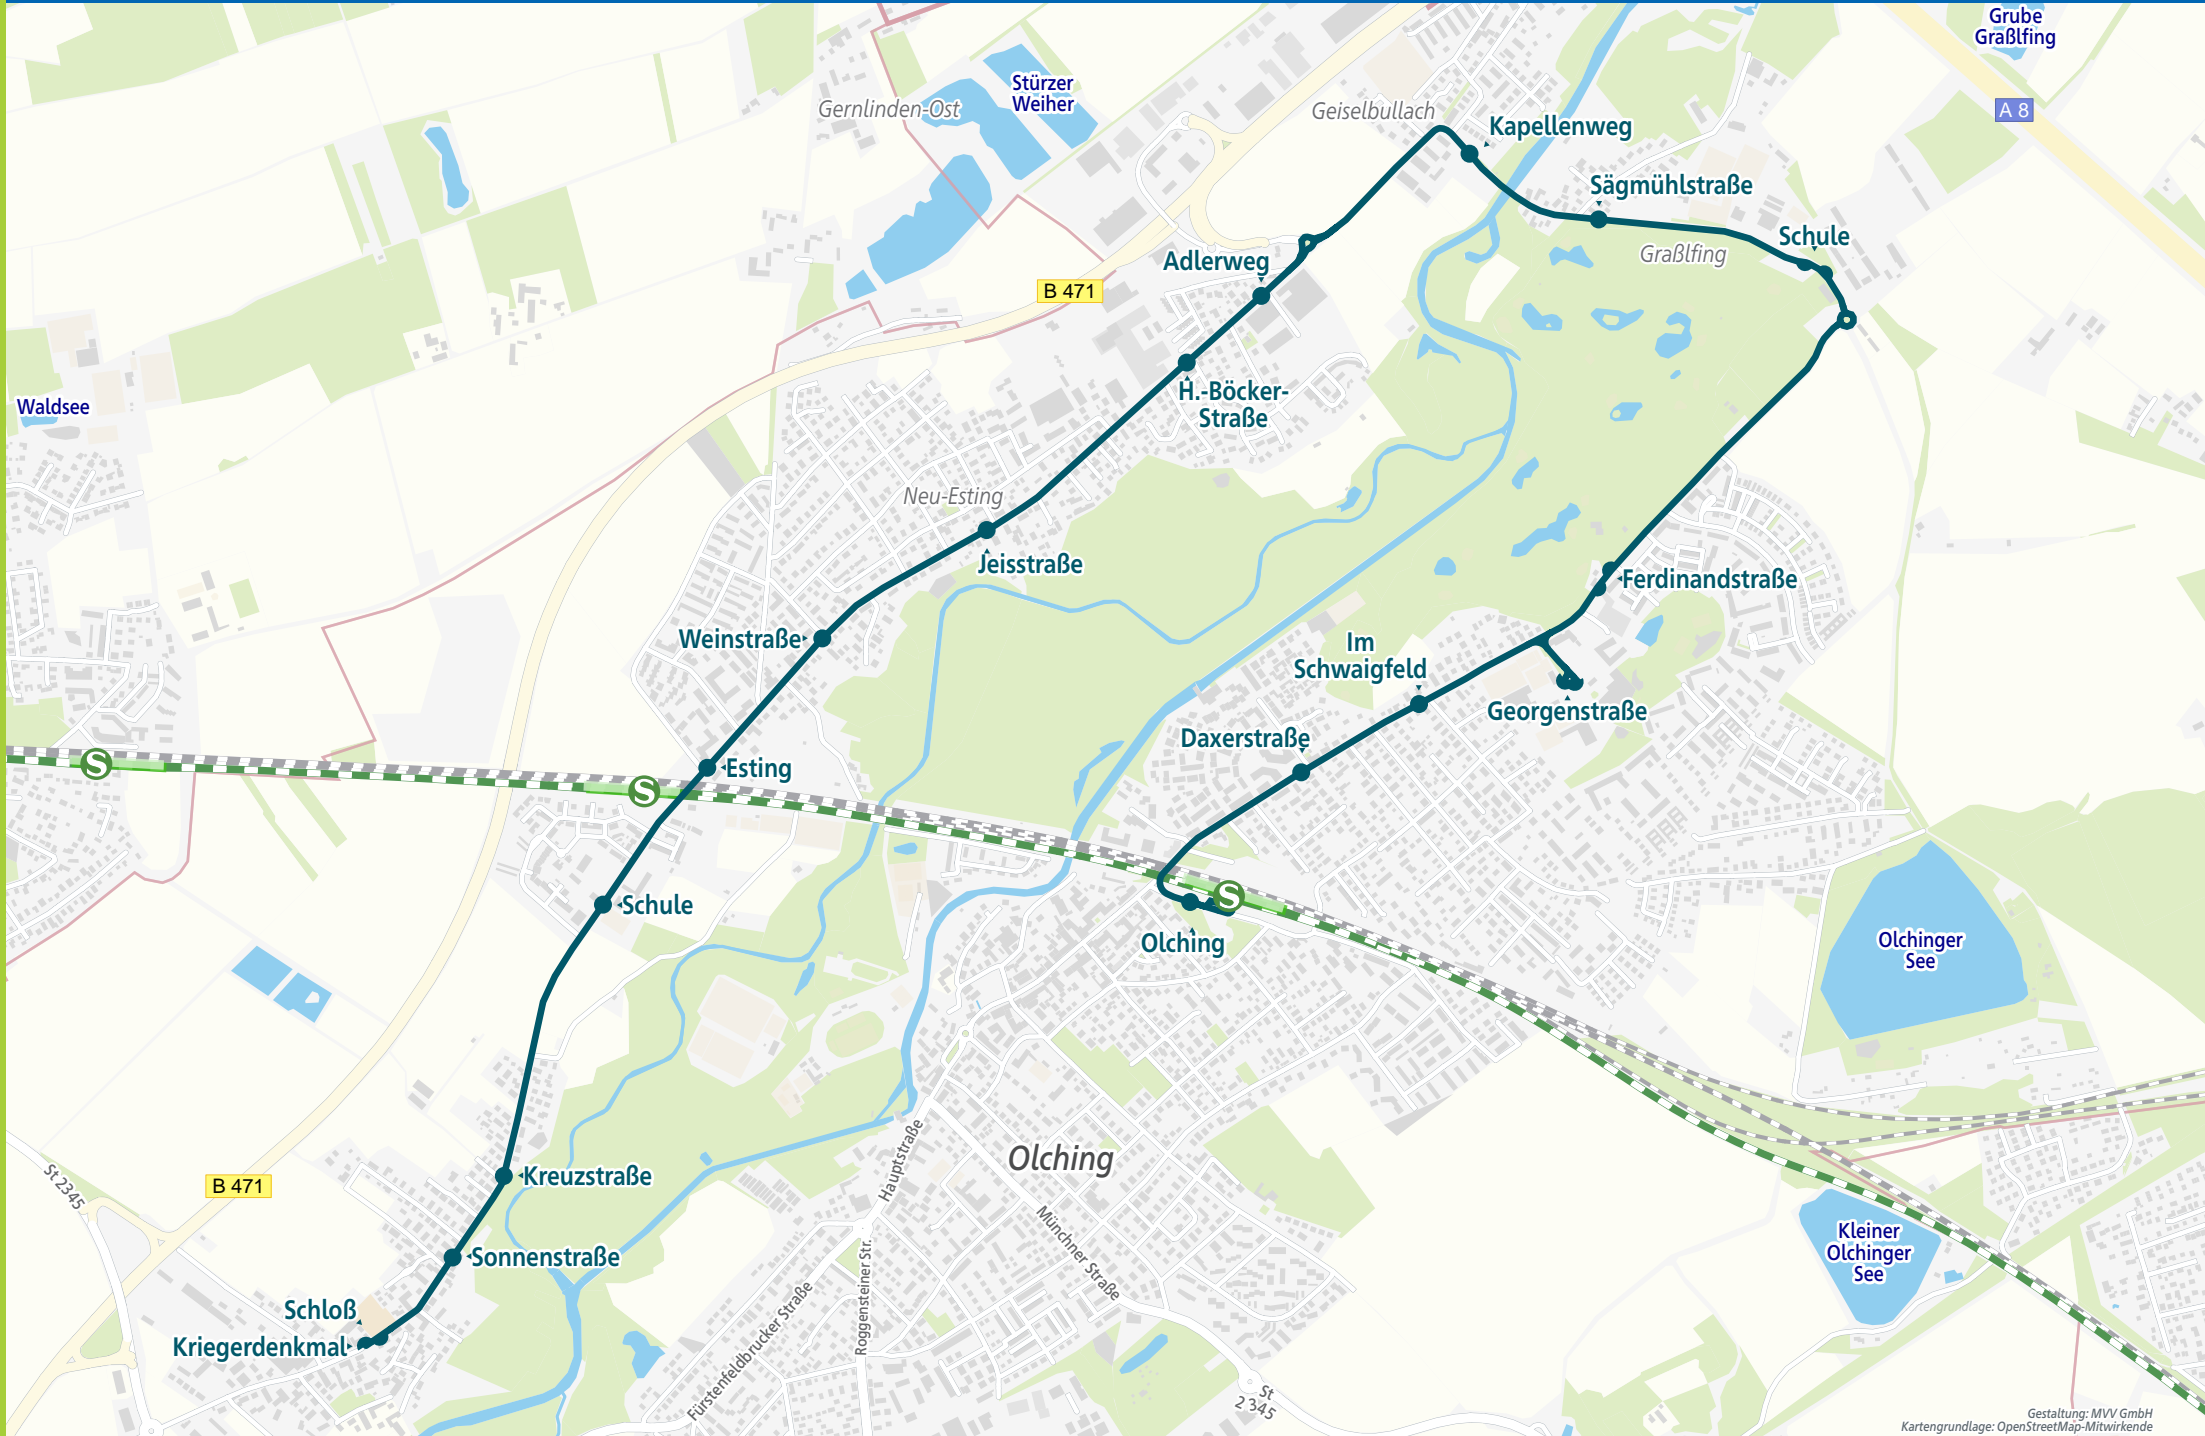 Grube
Graßlfing
Stürzer
Weiher
Gernlinden-Ost
A 8
Geiselbullach
Kapellenweg
Sägmühlstraße
Schule
Graßlfing
Adlerweg
B 471
H.-Böcker-
Straße
Waldsee
Neu-Esting
Jeisstraße
Ferdinandstraße
Weinstraße
Im
Schwaigfeld
Georgenstraße
Daxerstraße
S
Esting
S
S
Schule
Olching
Olchinger
See
Olching
Hauptstraße
St 2345
B 471
Kreuzstraße
Münchner Straße
Sonnenstraße
Kleiner
Olchinger
See
Roggensteiner Str.
Fürstenfeldbrucker Straße
Schloß
Kriegerdenkmal
St
2345
Gestaltung: MVV GmbH
Kartengrundlage: OpenStreetMap-Mitwirkende